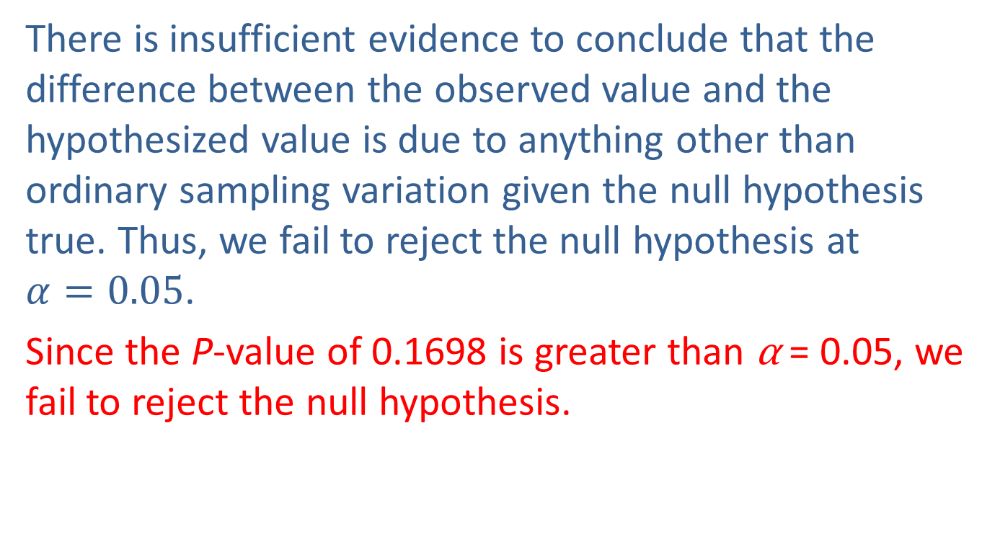 There is insufficient evidence to conclude that the
difference between the observed value and the
hypothesized value is due to anything other than
ordinary sampling variation given the null hypothesis
true. Thus, we fail to reject the null hypothesis at
𝛼 = 0.05.
Since the P-value of 0.1698 is greater than 𝛼 = 0.05, we
fail to reject the null hypothesis.